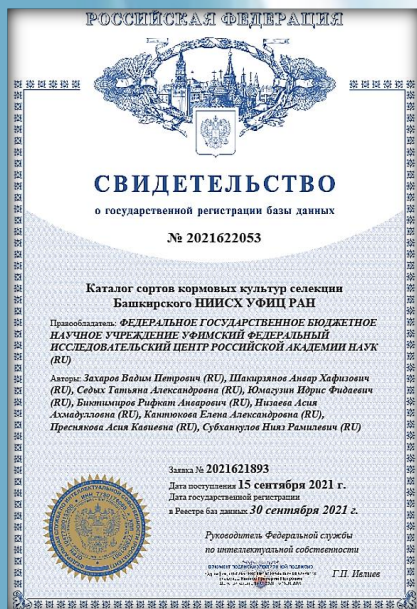 РОССИЙСКАЯ ФЕДЕРАЦИЯ
СВИДЕТЕЛЬСТВО
о государственной регистрации базы данных
№ 2021622053
Каталог сортов кормовых культур селекции
Башкирского НИИСХ УФИЦ РАН
Правообладатель: ФЕДЕРАЛЬНОЕ ГОСУДАРСТВЕННОЕ БЮДЖЕТНОЕ
НАУЧНОЕ УЧРЕЖДЕНИЕ УФИМСКИЙ ФЕДЕРАЛЬНЫЙ
ИССЛЕДОВАТЕЛЬСКИЙ ЦЕНТР РОССИЙСКОЙ АКАДЕМИИ НАУК
(RU)
Авторы: Захаров Вадим Петрович (RU), Шакирзянов Анвар Хафизович
(RU), Седых Татьяна Александровна (RU), Юмагузин Идрис Фидаевич
(RU), Биктимиров Рифкат Анварович (RU), Низаева Асия
Ахмадулловна (RU), Кантюкова Елена Александровна (RU),
Преснякова Асия Кавиевна (RU), Субханкулов Нияз Рамилевич (RU)
Заявка № 2021621893
Дата поступления 15 сентября 2021 г.
Дата государственной регистрации
в Реестре баз данных 30 сентября 2021 г.
Руководитель Федеральной службы
по интеллектуальной собственности
Г.П. Ивлиев